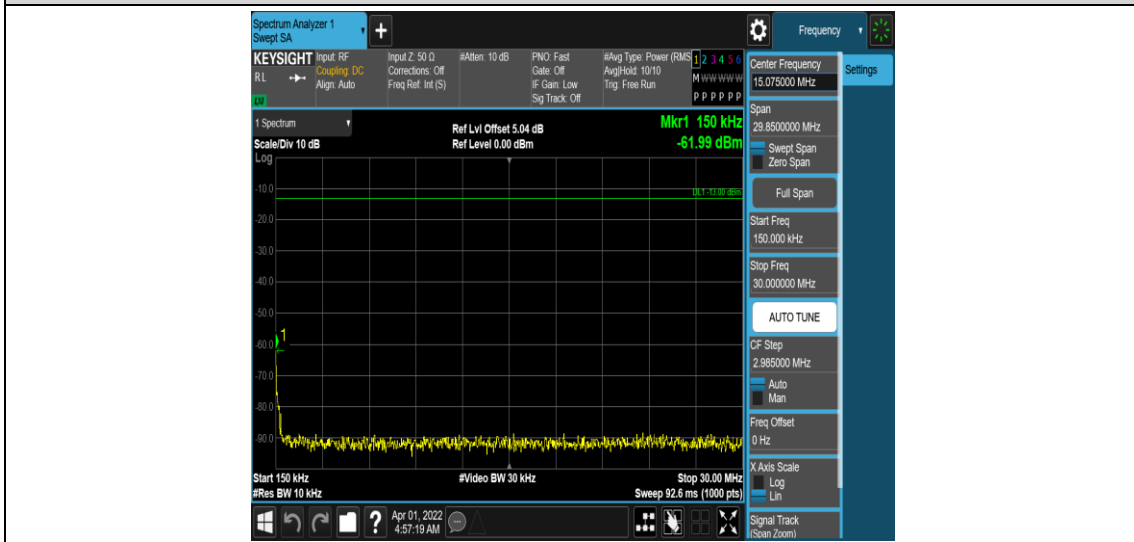 Spectrum Analyzer 1
Swept SA
+
Frequency
KEYSIGHT
RL
LXI
Input: RF
Coupling: DC
Align: Auto
Input Z: 50 Ω
Corrections: Off
Freq Ref: Int (S)
#Atten: 10 dB
PNO: Fast
Gate: Off
IF Gain: Low
Sig Track: Off
#Avg Type: Power (RMS
Avg|Hold: 10/10
Trig: Free Run
1 2 3 4 5 6
M W W W W W
P P P P P P
Center Frequency
15.075000 MHz
Settings
Span
29.8500000 MHz
Swept Span
Zero Span
Full Span
Start Freq
150.000 kHz
Stop Freq
30.000000 MHz
AUTO TUNE
CF Step
2.985000 MHz
Auto
Man
Freq Offset
0 Hz
X Axis Scale
Log
Lin
Signal Track
(Span Zoom)
1 Spectrum
Scale/Div 10 dB
Log
Ref Lvl Offset 5.04 dB
Ref Level 0.00 dBm
Mkr1 150 kHz
-61.99 dBm
DL1 -13.00 dBm
-10.0
-20.0
-30.0
-40.0
-50.0
1
-60.0
-70.0
-80.0
-90.0
Start 150 kHz
#Res BW 10 kHz
#Video BW 30 kHz
Stop 30.00 MHz
Sweep 92.6 ms (1000 pts)
?
Apr 01, 2022
4:57:19 AM